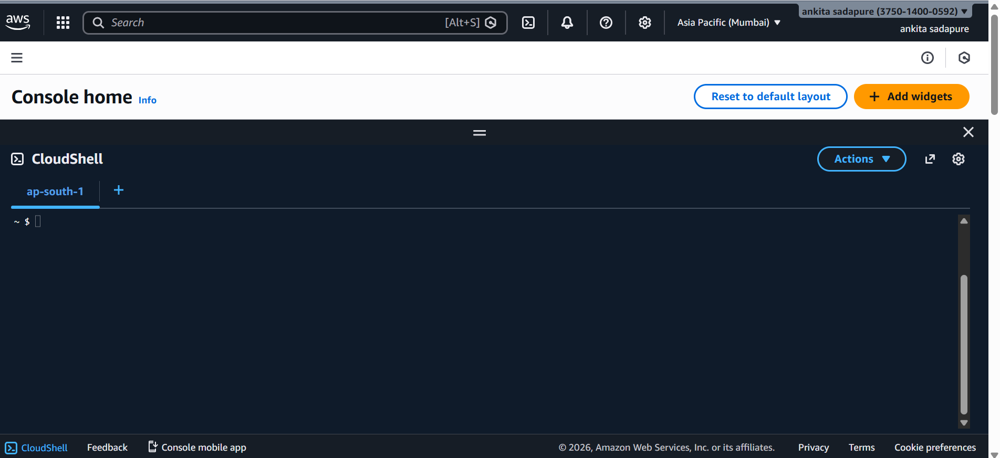 aws
Search
[Alt+S]
Asia Pacific (Mumbai)
ankita sadapure (3750-1400-0592)
ankita sadapure
Console home
Info
Reset to default layout
+ Add widgets
CloudShell
Actions
ap-south-1
+
~ $
CloudShell
Feedback
Console mobile app
© 2026, Amazon Web Services, Inc. or its affiliates.
Privacy
Terms
Cookie preferences